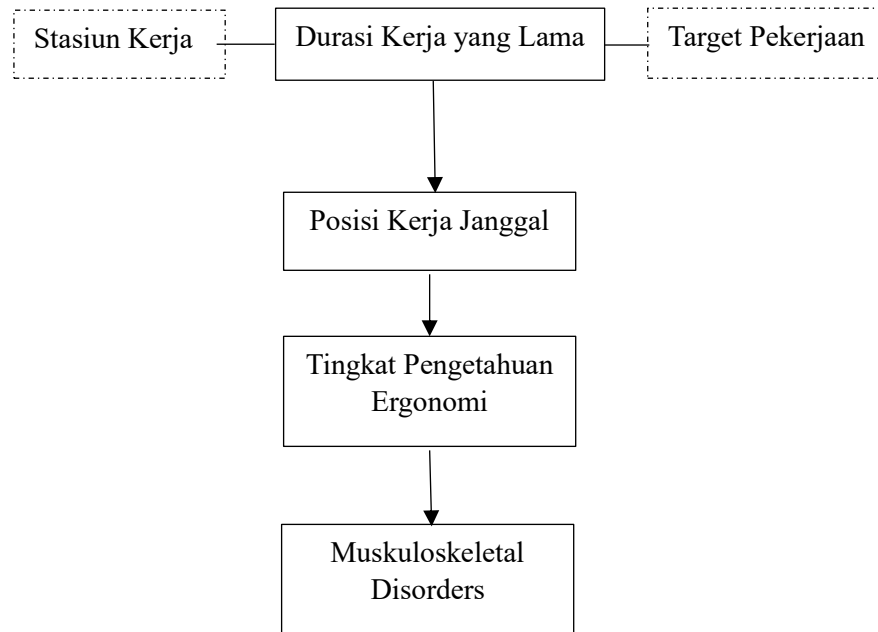 Stasiun Kerja
Durasi Kerja yang Lama
Target Pekerjaan
Posisi Kerja Janggal
Tingkat Pengetahuan
Ergonomi
Muskuloskeletal
Disorders